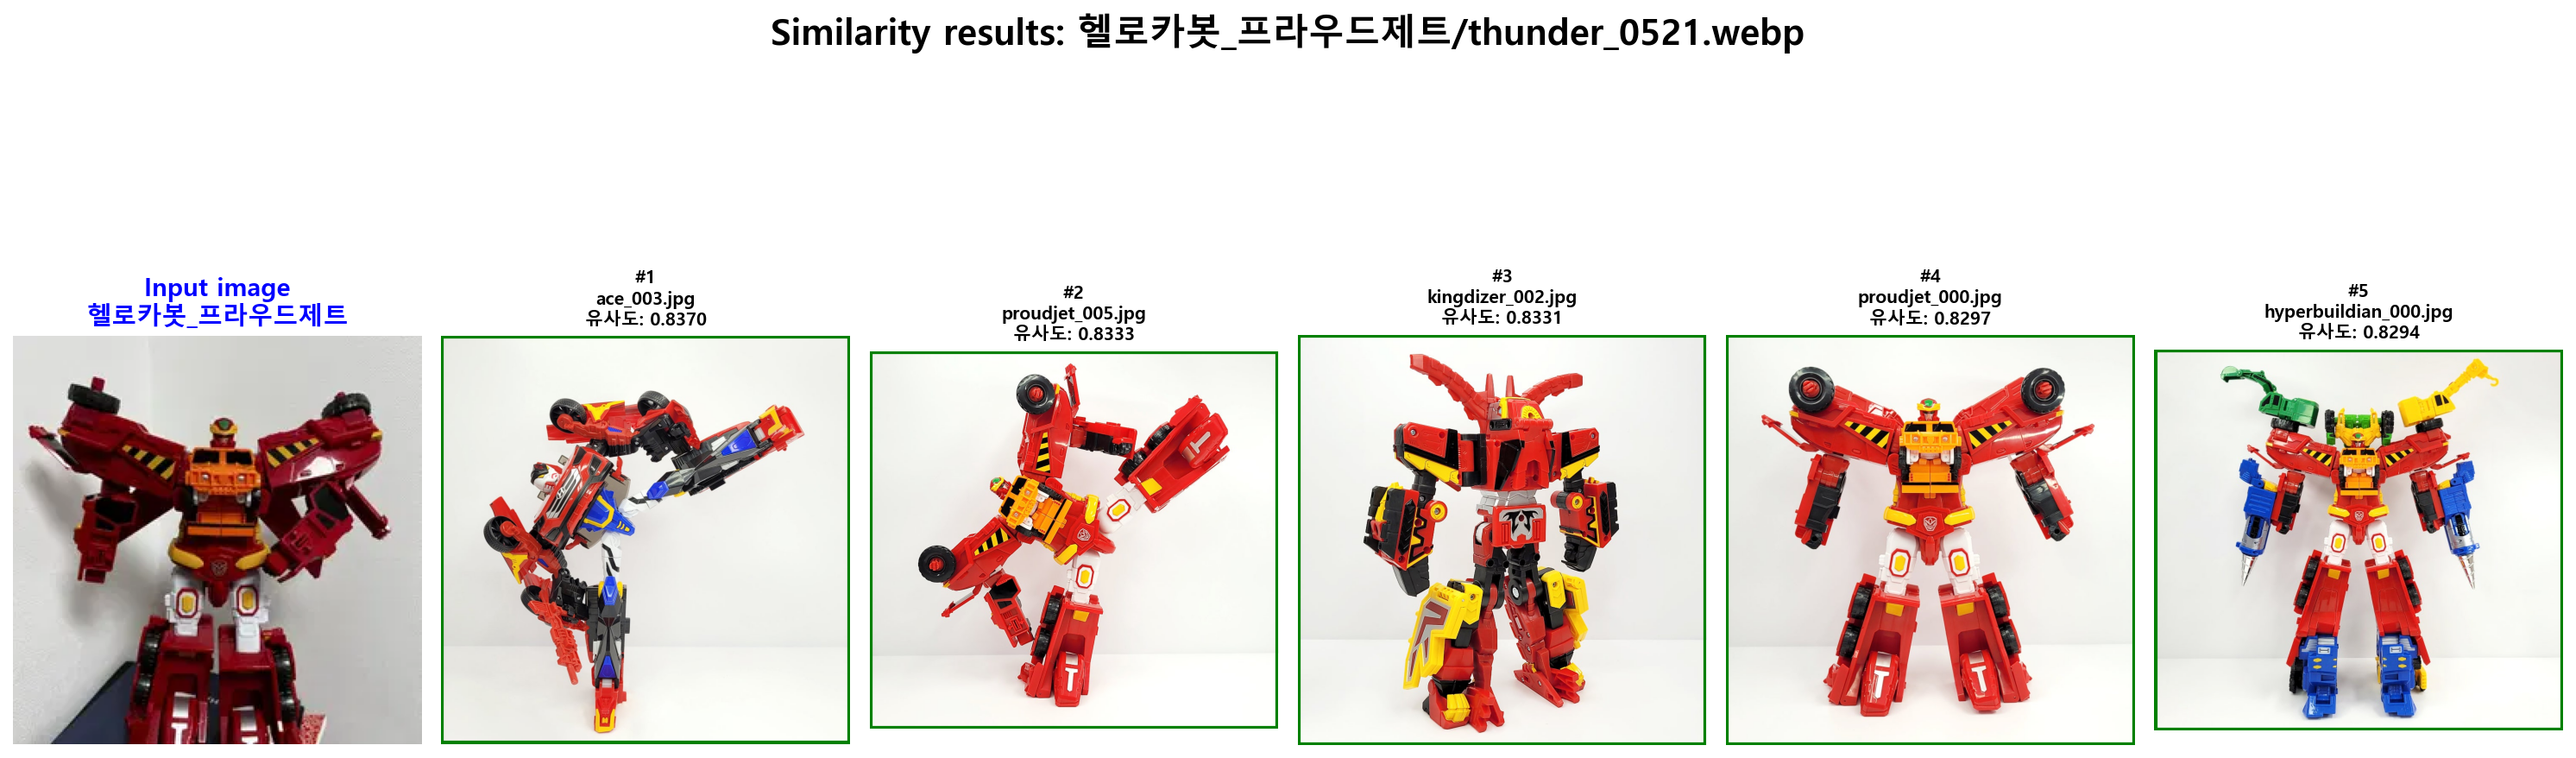 Similarity results: 헬로카봇_프라우드제트/thunder_0521.webp
Input image
헬로카봇_프라우드제트
#1
ace_003.jpg
유사도: 0.8370
#2
proudjet_005.jpg
유사도: 0.8333
#3
kingdizer_002.jpg
유사도: 0.8331
#4
proudjet_000.jpg
유사도: 0.8297
#5
hyperbuildian_000.jpg
유사도: 0.8294